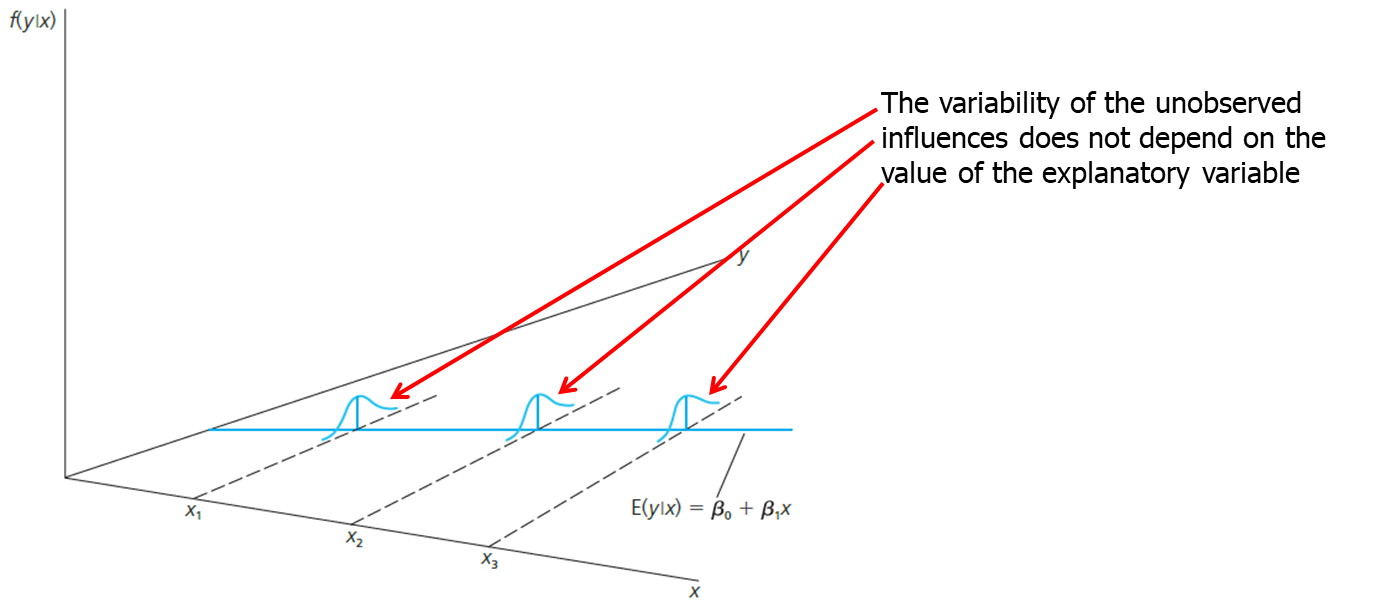 f(y|x)
The variability of the unobserved
influences does not depend on the
value of the explanatory variable
y
x₁
E(y|x) = β₀ + β₁x
x₂
x₃
x